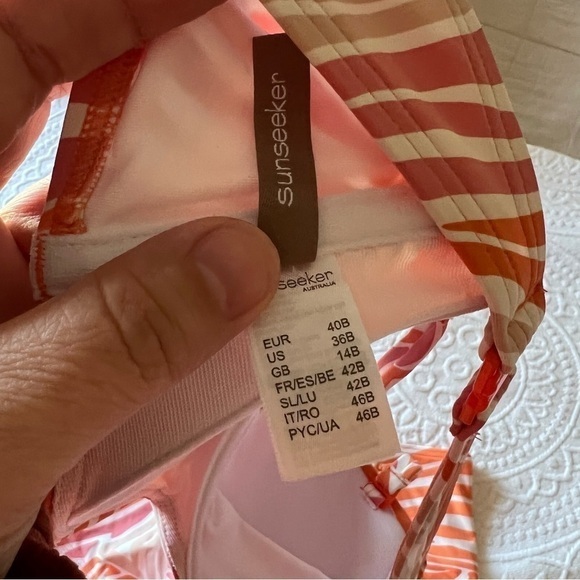 sunseeker
seeker
AUSTRALIA
EUR 40B
US 36B
GB 14B
FR/ES/BE 42B
SL/LU 42B
IT/RO 46B
PYC/UA 46B